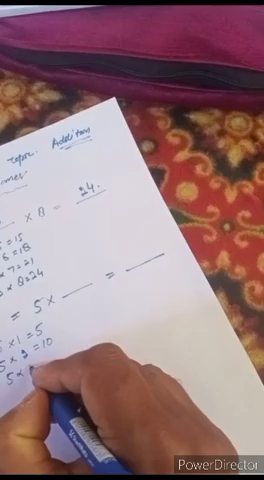 Topic. Addition
24.
× 8 =
= 15
= 18
× 7 = 21
× 8 = 24
= 5 × ___ = ___
× 1 = 5
5 × 2 = 10
5 ×
PowerDirector